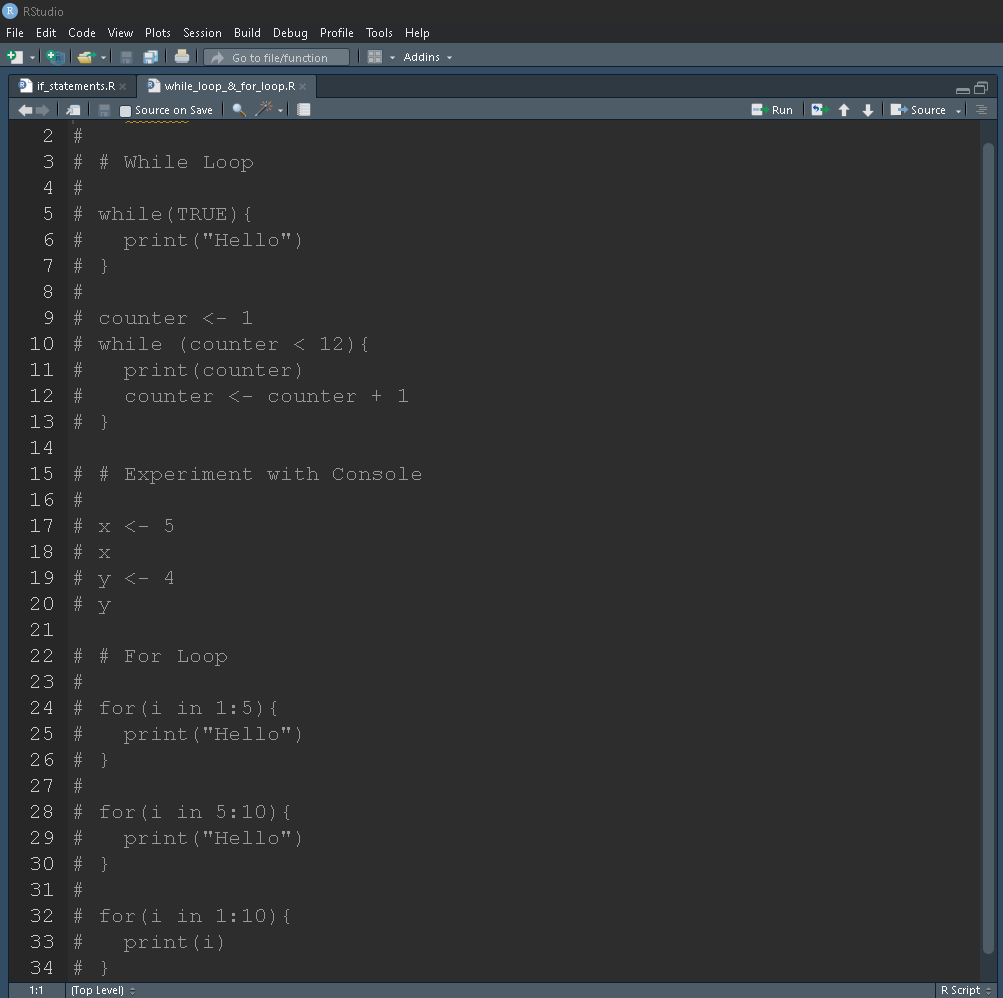 RStudio
File Edit Code View Plots Session Build Debug Profile Tools Help
Go to file/function Addins
if_statements.R while_loop_&_for_loop.R
Source on Save Run Source
2 #
3 # # While Loop
4 #
5 # while(TRUE){
6 #   print("Hello")
7 # }
8 #
9 # counter <- 1
10 # while (counter < 12){
11 #   print(counter)
12 #   counter <- counter + 1
13 # }
14
15 # # Experiment with Console
16 #
17 # x <- 5
18 # x
19 # y <- 4
20 # y
21
22 # # For Loop
23 #
24 # for(i in 1:5){
25 #   print("Hello")
26 # }
27 #
28 # for(i in 5:10){
29 #   print("Hello")
30 # }
31 #
32 # for(i in 1:10){
33 #   print(i)
34 # }
1:1 (Top Level) R Script